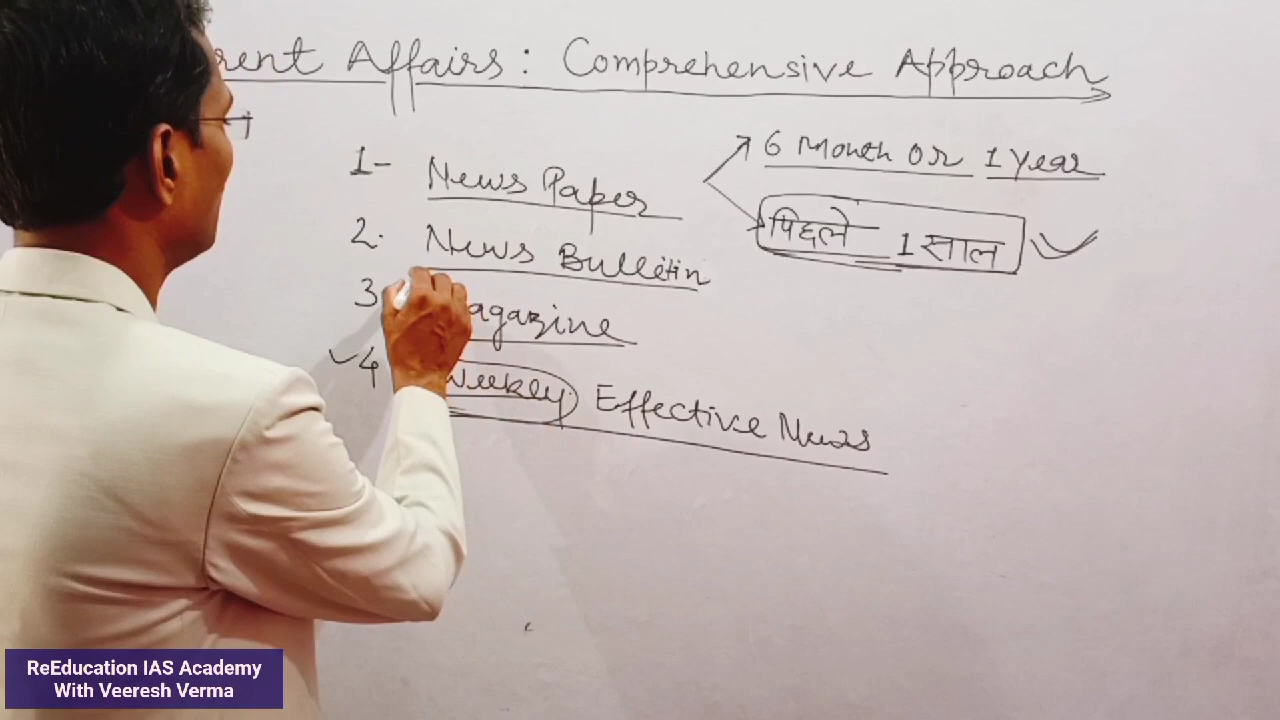 rent Affairs : Comprehensive Approach
1- News Paper
6 Month or 1 year
पिछले 1 साल
2. News Bulletin
3 agazine
4 Weekly Effective News
ReEducation IAS Academy
With Veeresh Verma